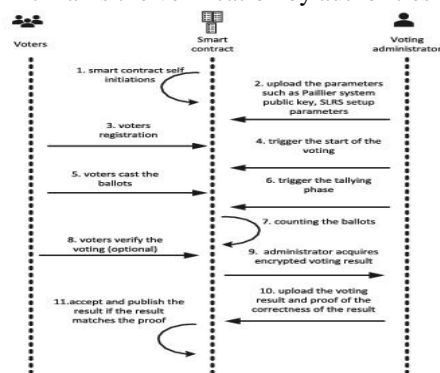 Voters
Smart
contract
Voting
administrator
1. smart contract self
initiations
2. upload the parameters
such as Paillier system
public key, SLRS setup
parameters
3. voters
registration
4. trigger the start of the
voting
5. voters cast the
ballots
6. trigger the tallying
phase
7. counting the ballots
8. voters verify the
voting (optional)
9. administrator acquires
encrypted voting result
10. upload the voting
result and proof of the
correctness of the result
11.accept and publish the
result if the result
matches the proof